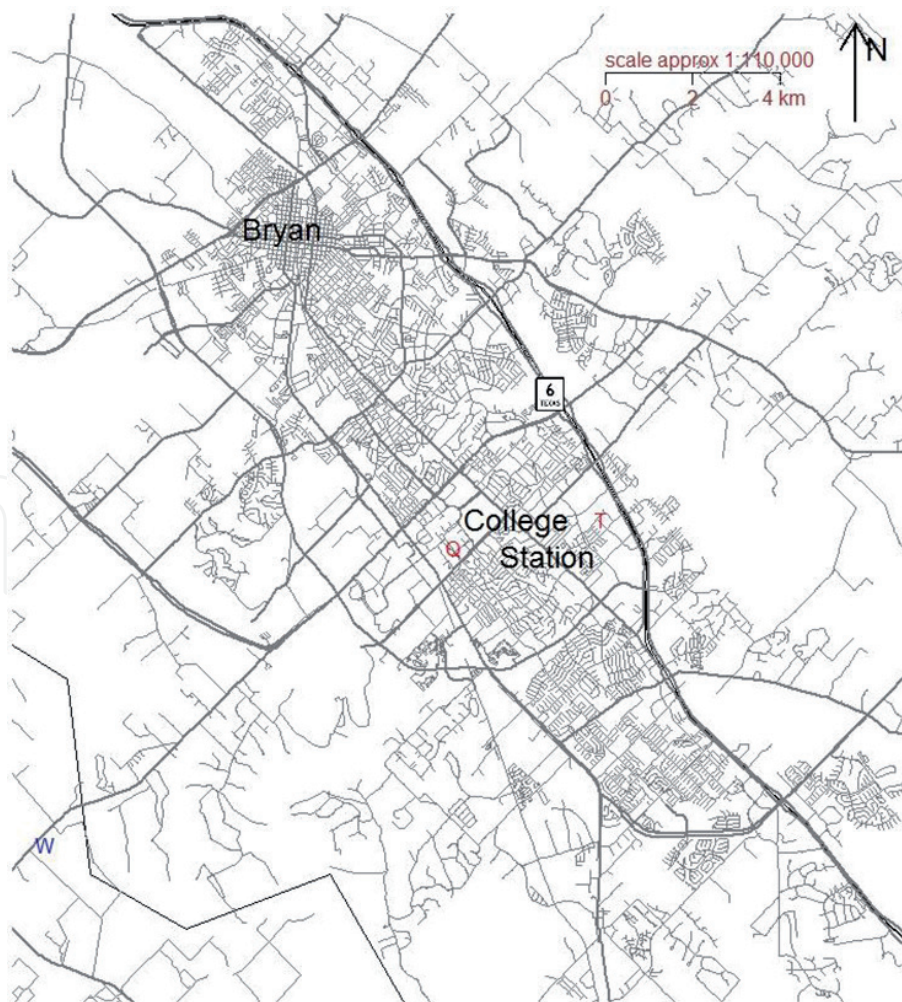 N
scale approx 1:110,000
0 2 4 km
Bryan
6
TEXAS
College
Station
T
Q
W